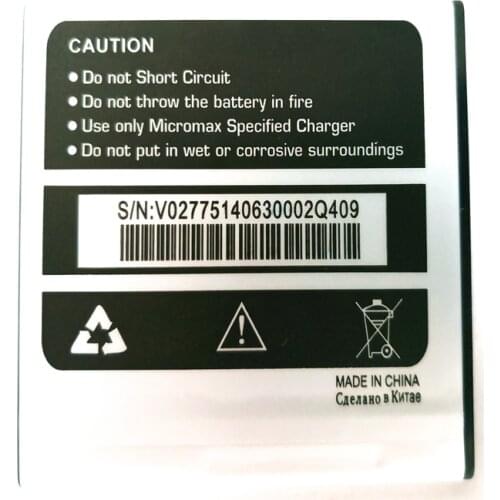 CAUTION
● Do not Short Circuit
● Do not throw the battery in fire
● Use only Micromax Specified Charger
● Do not put in wet or corrosive surroundings
S/N:V02775140630002Q409
MADE IN CHINA
Сделано в Китае